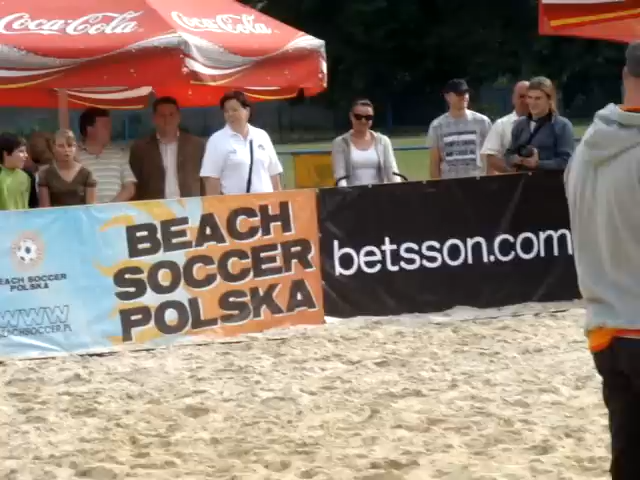 Coca-Cola
Coca-Cola
BEACH
SOCCER
POLSKA
EACH SOCCER
POLSKA
WWW
betsson.com